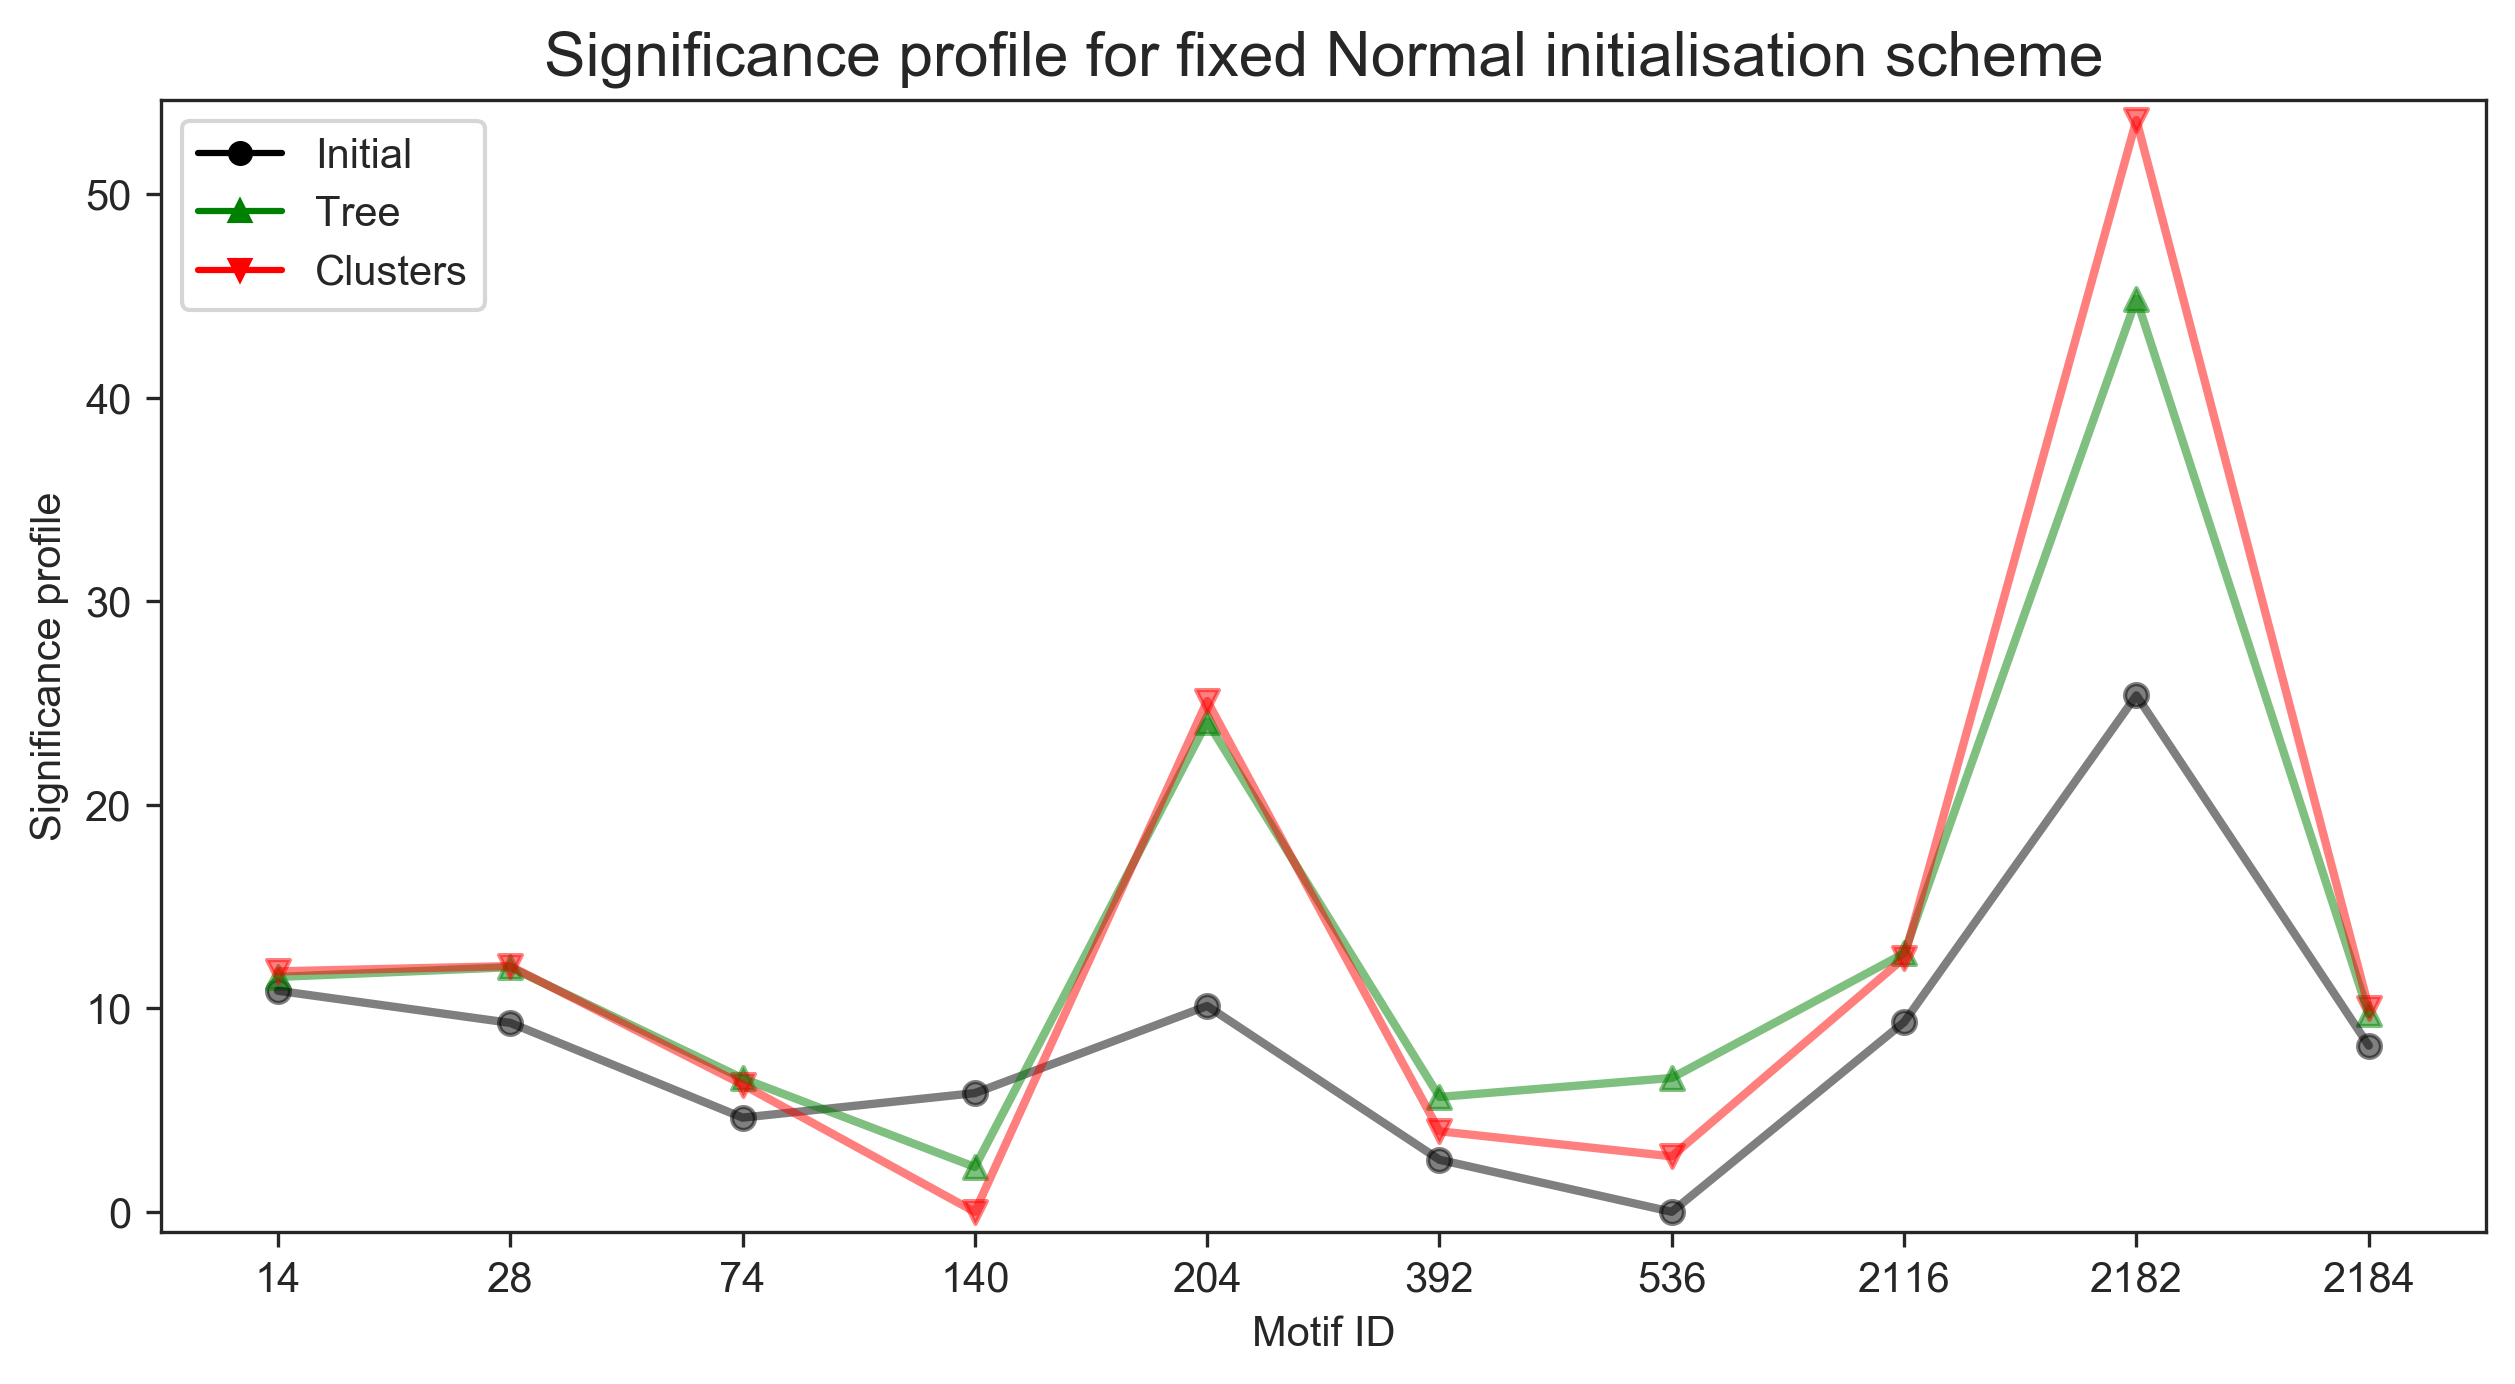 Significance profile for fixed Normal initialisation scheme
Initial
Tree
Clusters
Significance profile
50
40
30
20
10
0
14 28 74 140 204 392 536 2116 2182 2184
Motif ID